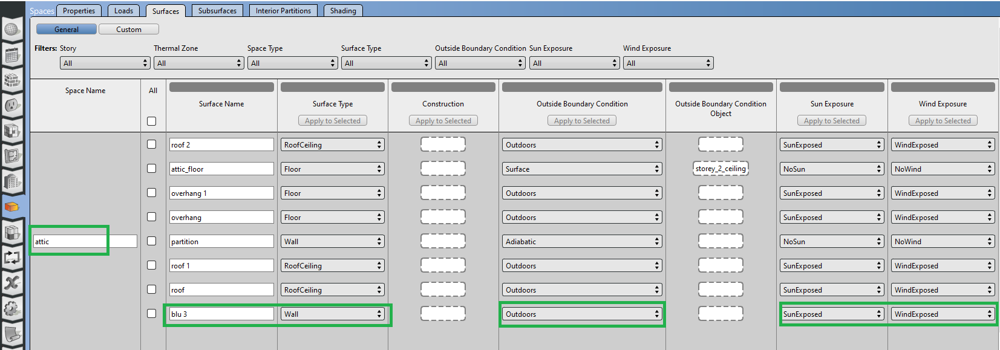 Spaces Properties Loads Surfaces Subsurfaces Interior Partitions Shading
General Custom
Filters: Story Thermal Zone Space Type Surface Type Outside Boundary Condition Sun Exposure Wind Exposure
All All All All All All All
Space Name All Surface Name Surface Type Construction Outside Boundary Condition Outside Boundary Condition Object Sun Exposure Wind Exposure
Apply to Selected Apply to Selected Apply to Selected Apply to Selected Apply to Selected
roof 2 RoofCeiling Outdoors SunExposed WindExposed
attic_floor Floor Surface storey_2_ceiling NoSun NoWind
overhang 1 Floor Outdoors SunExposed WindExposed
overhang Floor Outdoors SunExposed WindExposed
attic partition Wall Adiabatic NoSun NoWind
roof 1 RoofCeiling Outdoors SunExposed WindExposed
roof RoofCeiling Outdoors SunExposed WindExposed
blu 3 Wall Outdoors SunExposed WindExposed